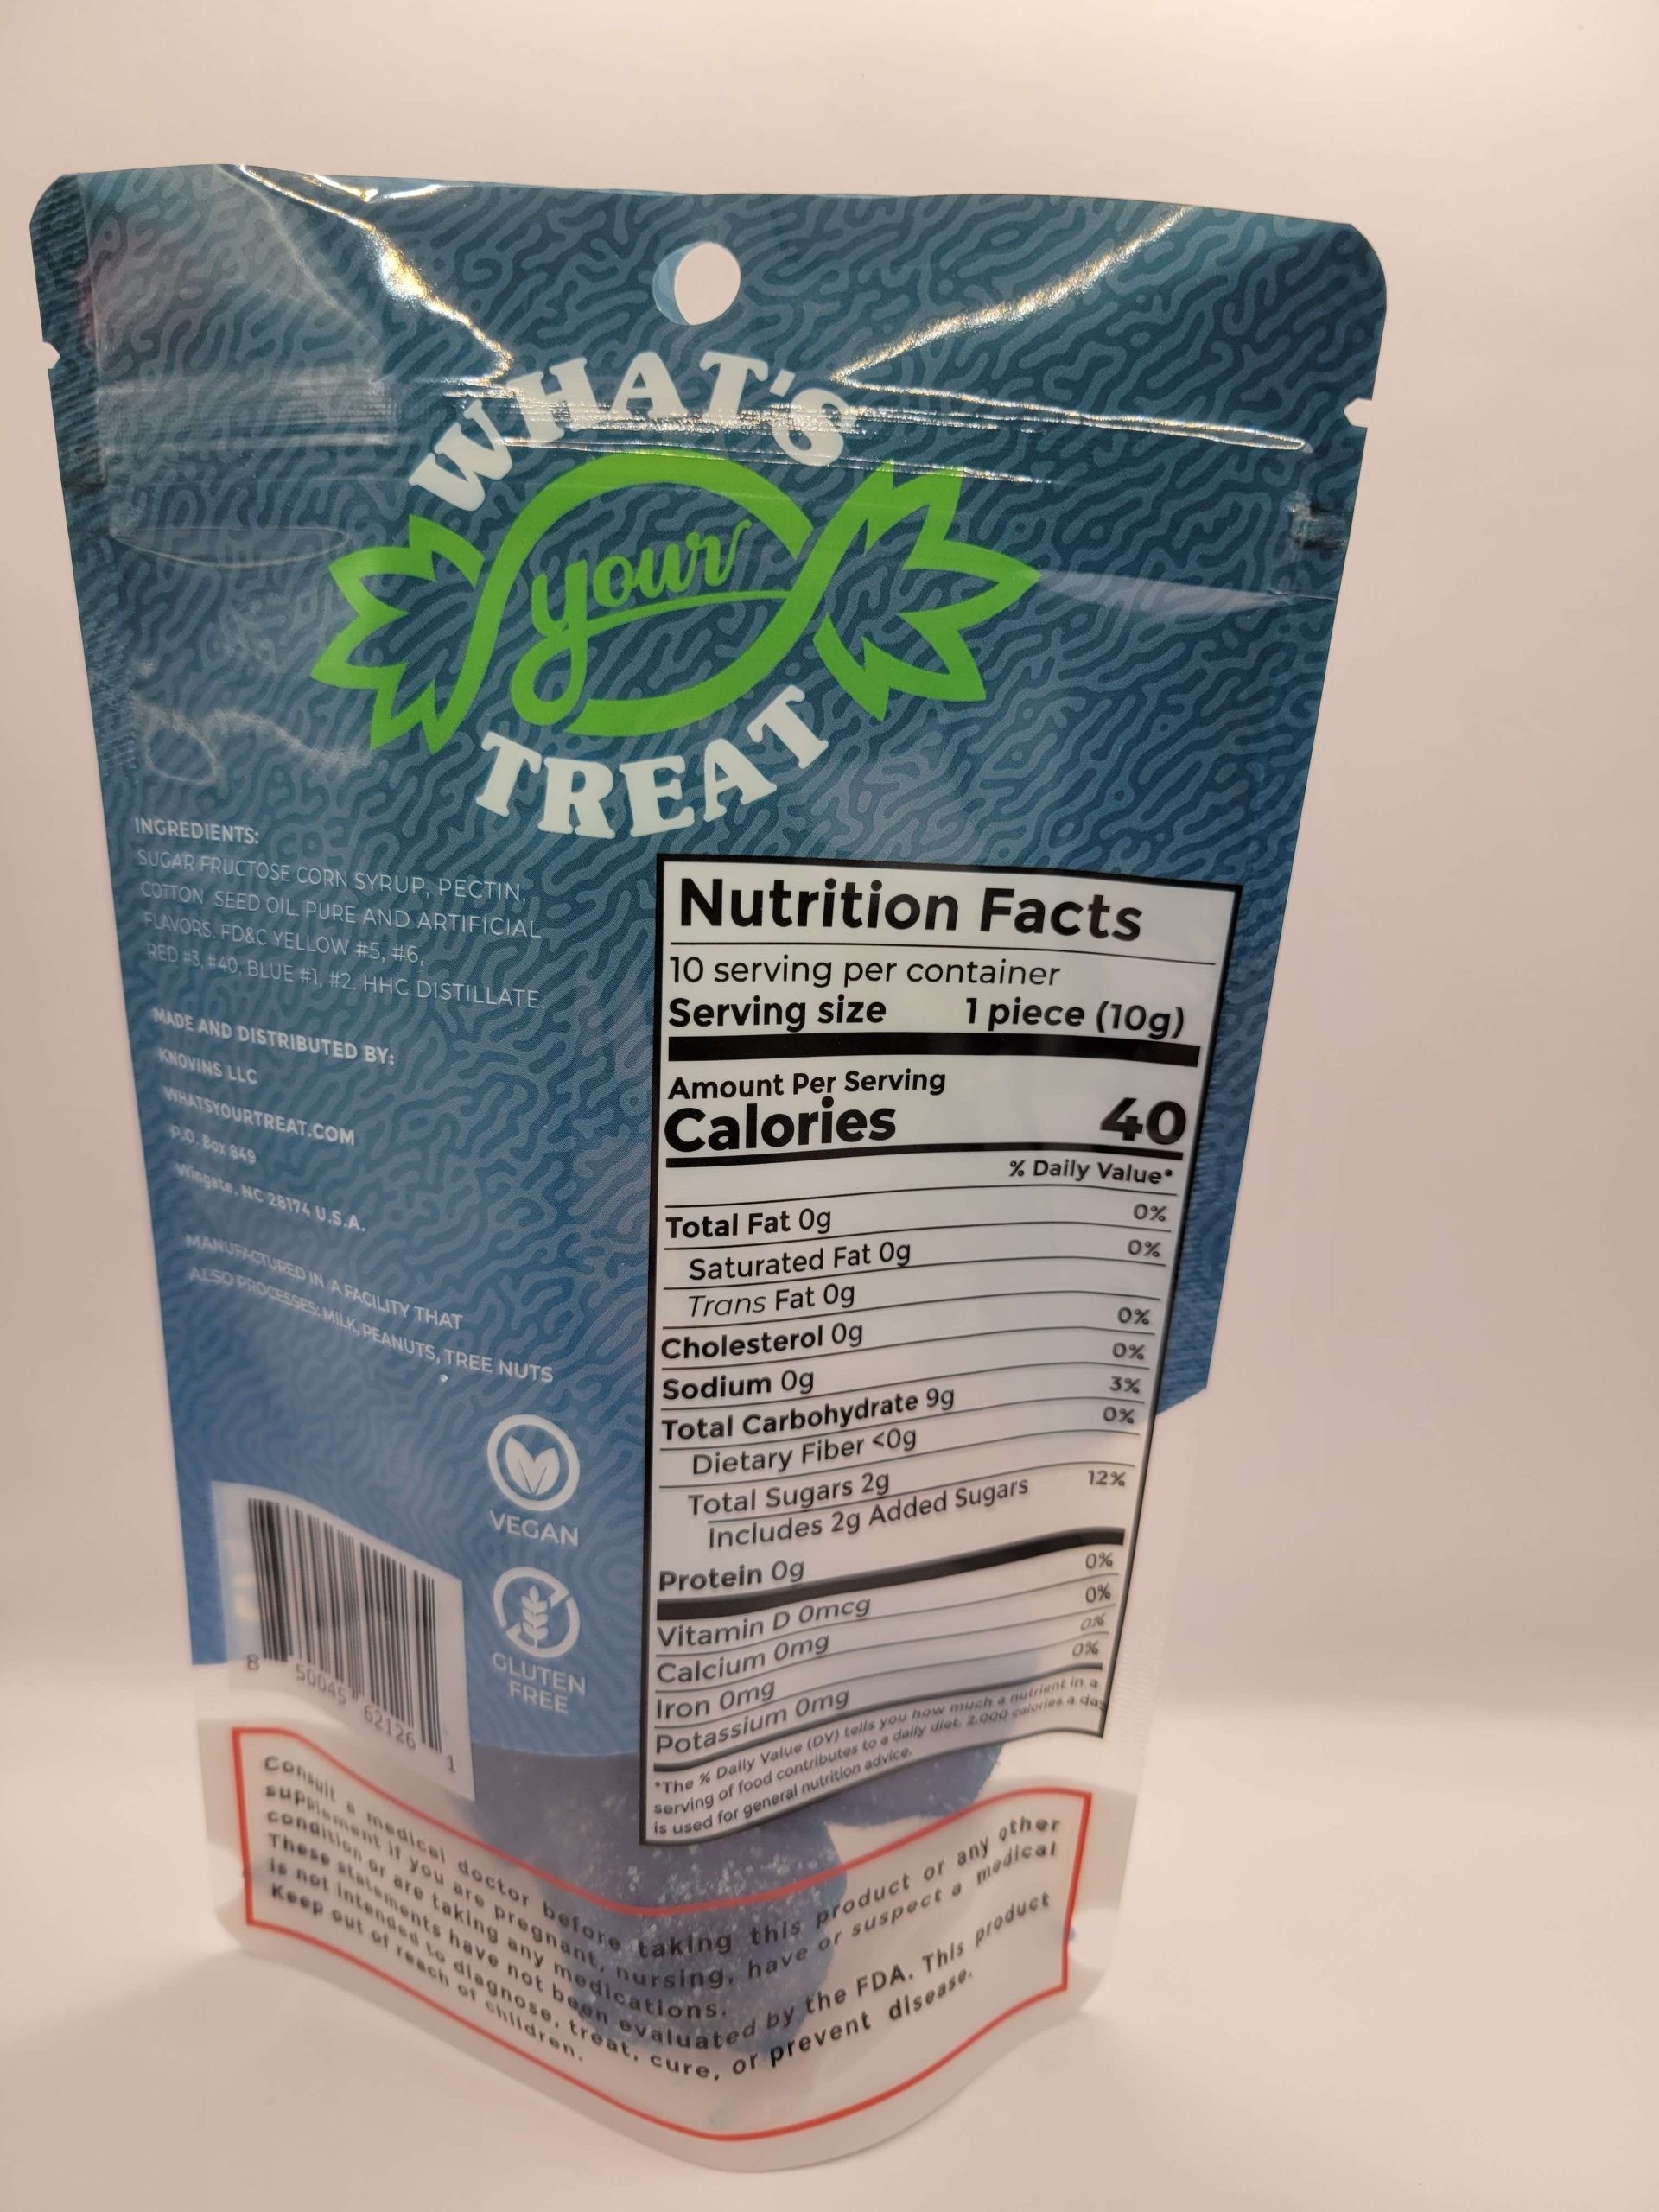 WHAT'S
your
TREAT
INGREDIENTS:
SUGAR FRUCTOSE CORN SYRUP, PECTIN,
COTTON SEED OIL. PURE AND ARTIFICIAL
FLAVORS. FD&C YELLOW #5, #6,
RED #3, #40, BLUE #1, #2. HHC DISTILLATE.
MADE AND DISTRIBUTED BY:
KNOVINS LLC
WHATSYOURTREAT.COM
P.O. Box 849
Wingate, NC 28174 U.S.A.
MANUFACTURED IN A FACILITY THAT
ALSO PROCESSES: MILK, PEANUTS, TREE NUTS
VEGAN
GLUTEN
FREE
8 50045 62126 1
Nutrition Facts
10 serving per container
Serving size 1 piece (10g)
Amount Per Serving
Calories 40
% Daily Value*
Total Fat 0g 0%
Saturated Fat 0g 0%
Trans Fat 0g
Cholesterol 0g 0%
Sodium 0g 0%
Total Carbohydrate 9g 3%
Dietary Fiber <0g 0%
Total Sugars 2g
Includes 2g Added Sugars 12%
Protein 0g
Vitamin D 0mcg 0%
Calcium 0mg 0%
Iron 0mg 0%
Potassium 0mg 0%
*The % Daily Value (DV) tells you how much a nutrient in a
serving of food contributes to a daily diet. 2,000 calories a day
is used for general nutrition advice.
Consult a medical doctor before taking this product or any other
supplement if you are pregnant, nursing, have or suspect a medical
condition or are taking any medications.
These statements have not been evaluated by the FDA. This product
is not intended to diagnose, treat, cure, or prevent disease.
Keep out of reach of children.